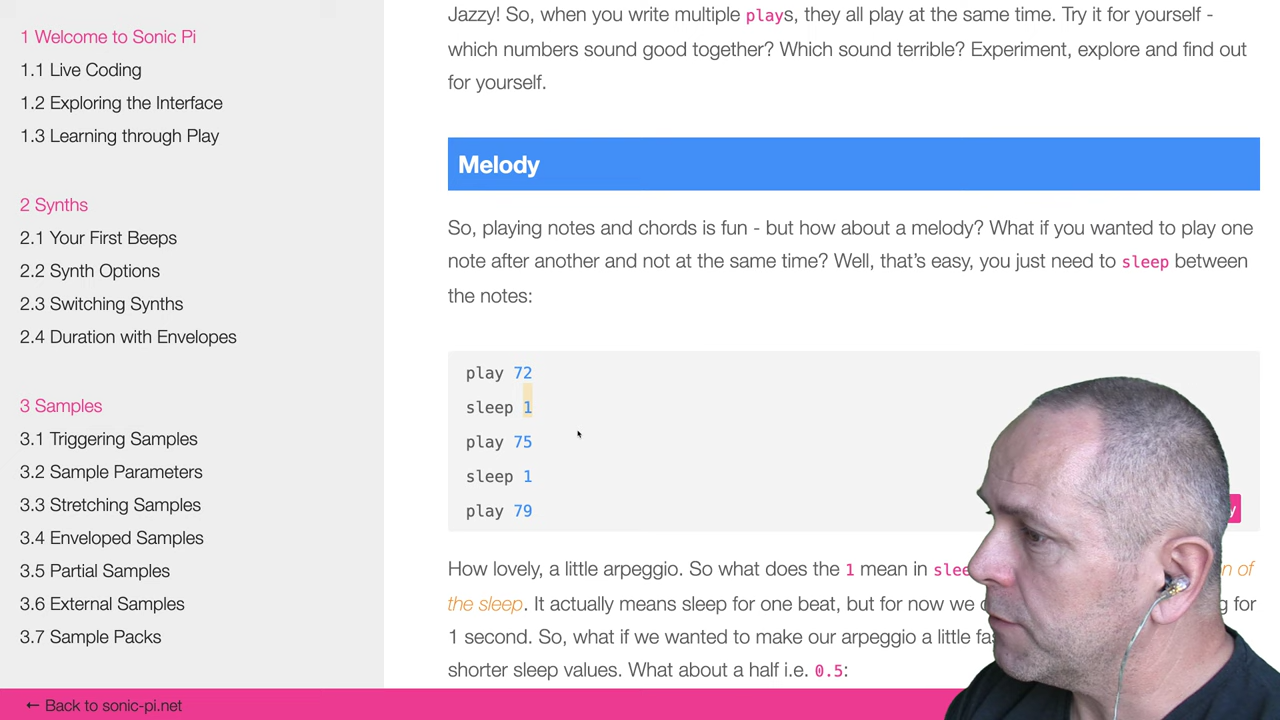 1 Welcome to Sonic Pi
1.1 Live Coding
1.2 Exploring the Interface
1.3 Learning through Play
2 Synths
2.1 Your First Beeps
2.2 Synth Options
2.3 Switching Synths
2.4 Duration with Envelopes
3 Samples
3.1 Triggering Samples
3.2 Sample Parameters
3.3 Stretching Samples
3.4 Enveloped Samples
3.5 Partial Samples
3.6 External Samples
3.7 Sample Packs
← Back to sonic-pi.net
Jazzy! So, when you write multiple plays, they all play at the same time. Try it for yourself -
which numbers sound good together? Which sound terrible? Experiment, explore and find out
for yourself.
Melody
So, playing notes and chords is fun - but how about a melody? What if you wanted to play one
note after another and not at the same time? Well, that's easy, you just need to sleep between
the notes:
play 72
sleep 1
play 75
sleep 1
play 79
How lovely, a little arpeggio. So what does the 1 mean in of
the sleep. It actually means sleep for one beat, but for now we for
1 second. So, what if we wanted to make our arpeggio a little
shorter sleep values. What about a half i.e. 0.5: